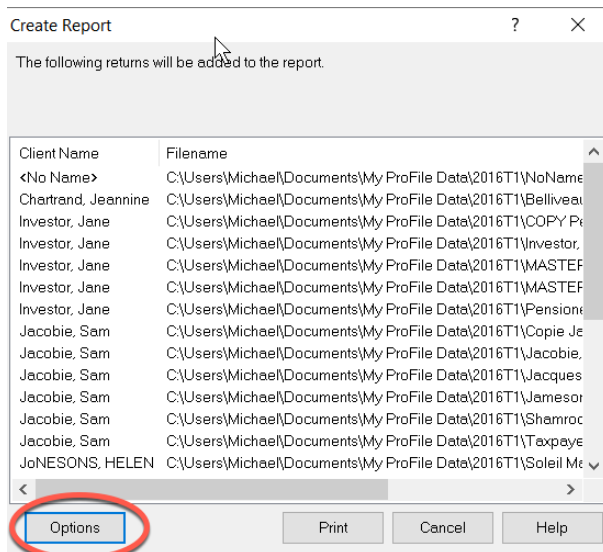 Create Report ?
The following returns will be added to the report.
Client Name Filename
<No Name> C:\Users\Michael\Documents\My ProFile Data\2016T1\NoName
Chartrand, Jeannine C:\Users\Michael\Documents\My ProFile Data\2016T1\Belliveau
Investor, Jane C:\Users\Michael\Documents\My ProFile Data\2016T1\COPY Pe
Investor, Jane C:\Users\Michael\Documents\My ProFile Data\2016T1\Investor,
Investor, Jane C:\Users\Michael\Documents\My ProFile Data\2016T1\MASTER
Investor, Jane C:\Users\Michael\Documents\My ProFile Data\2016T1\MASTER
Investor, Jane C:\Users\Michael\Documents\My ProFile Data\2016T1\Pensione
Jacobie, Sam C:\Users\Michael\Documents\My ProFile Data\2016T1\Copie Ja
Jacobie, Sam C:\Users\Michael\Documents\My ProFile Data\2016T1\Jacobie,
Jacobie, Sam C:\Users\Michael\Documents\My ProFile Data\2016T1\Jacques
Jacobie, Sam C:\Users\Michael\Documents\My ProFile Data\2016T1\Jameson
Jacobie, Sam C:\Users\Michael\Documents\My ProFile Data\2016T1\Shamroc
Jacobie, Sam C:\Users\Michael\Documents\My ProFile Data\2016T1\Taxpaye
JoNESONS, HELEN C:\Users\Michael\Documents\My ProFile Data\2016T1\Soleil Ma
Options Print Cancel Help